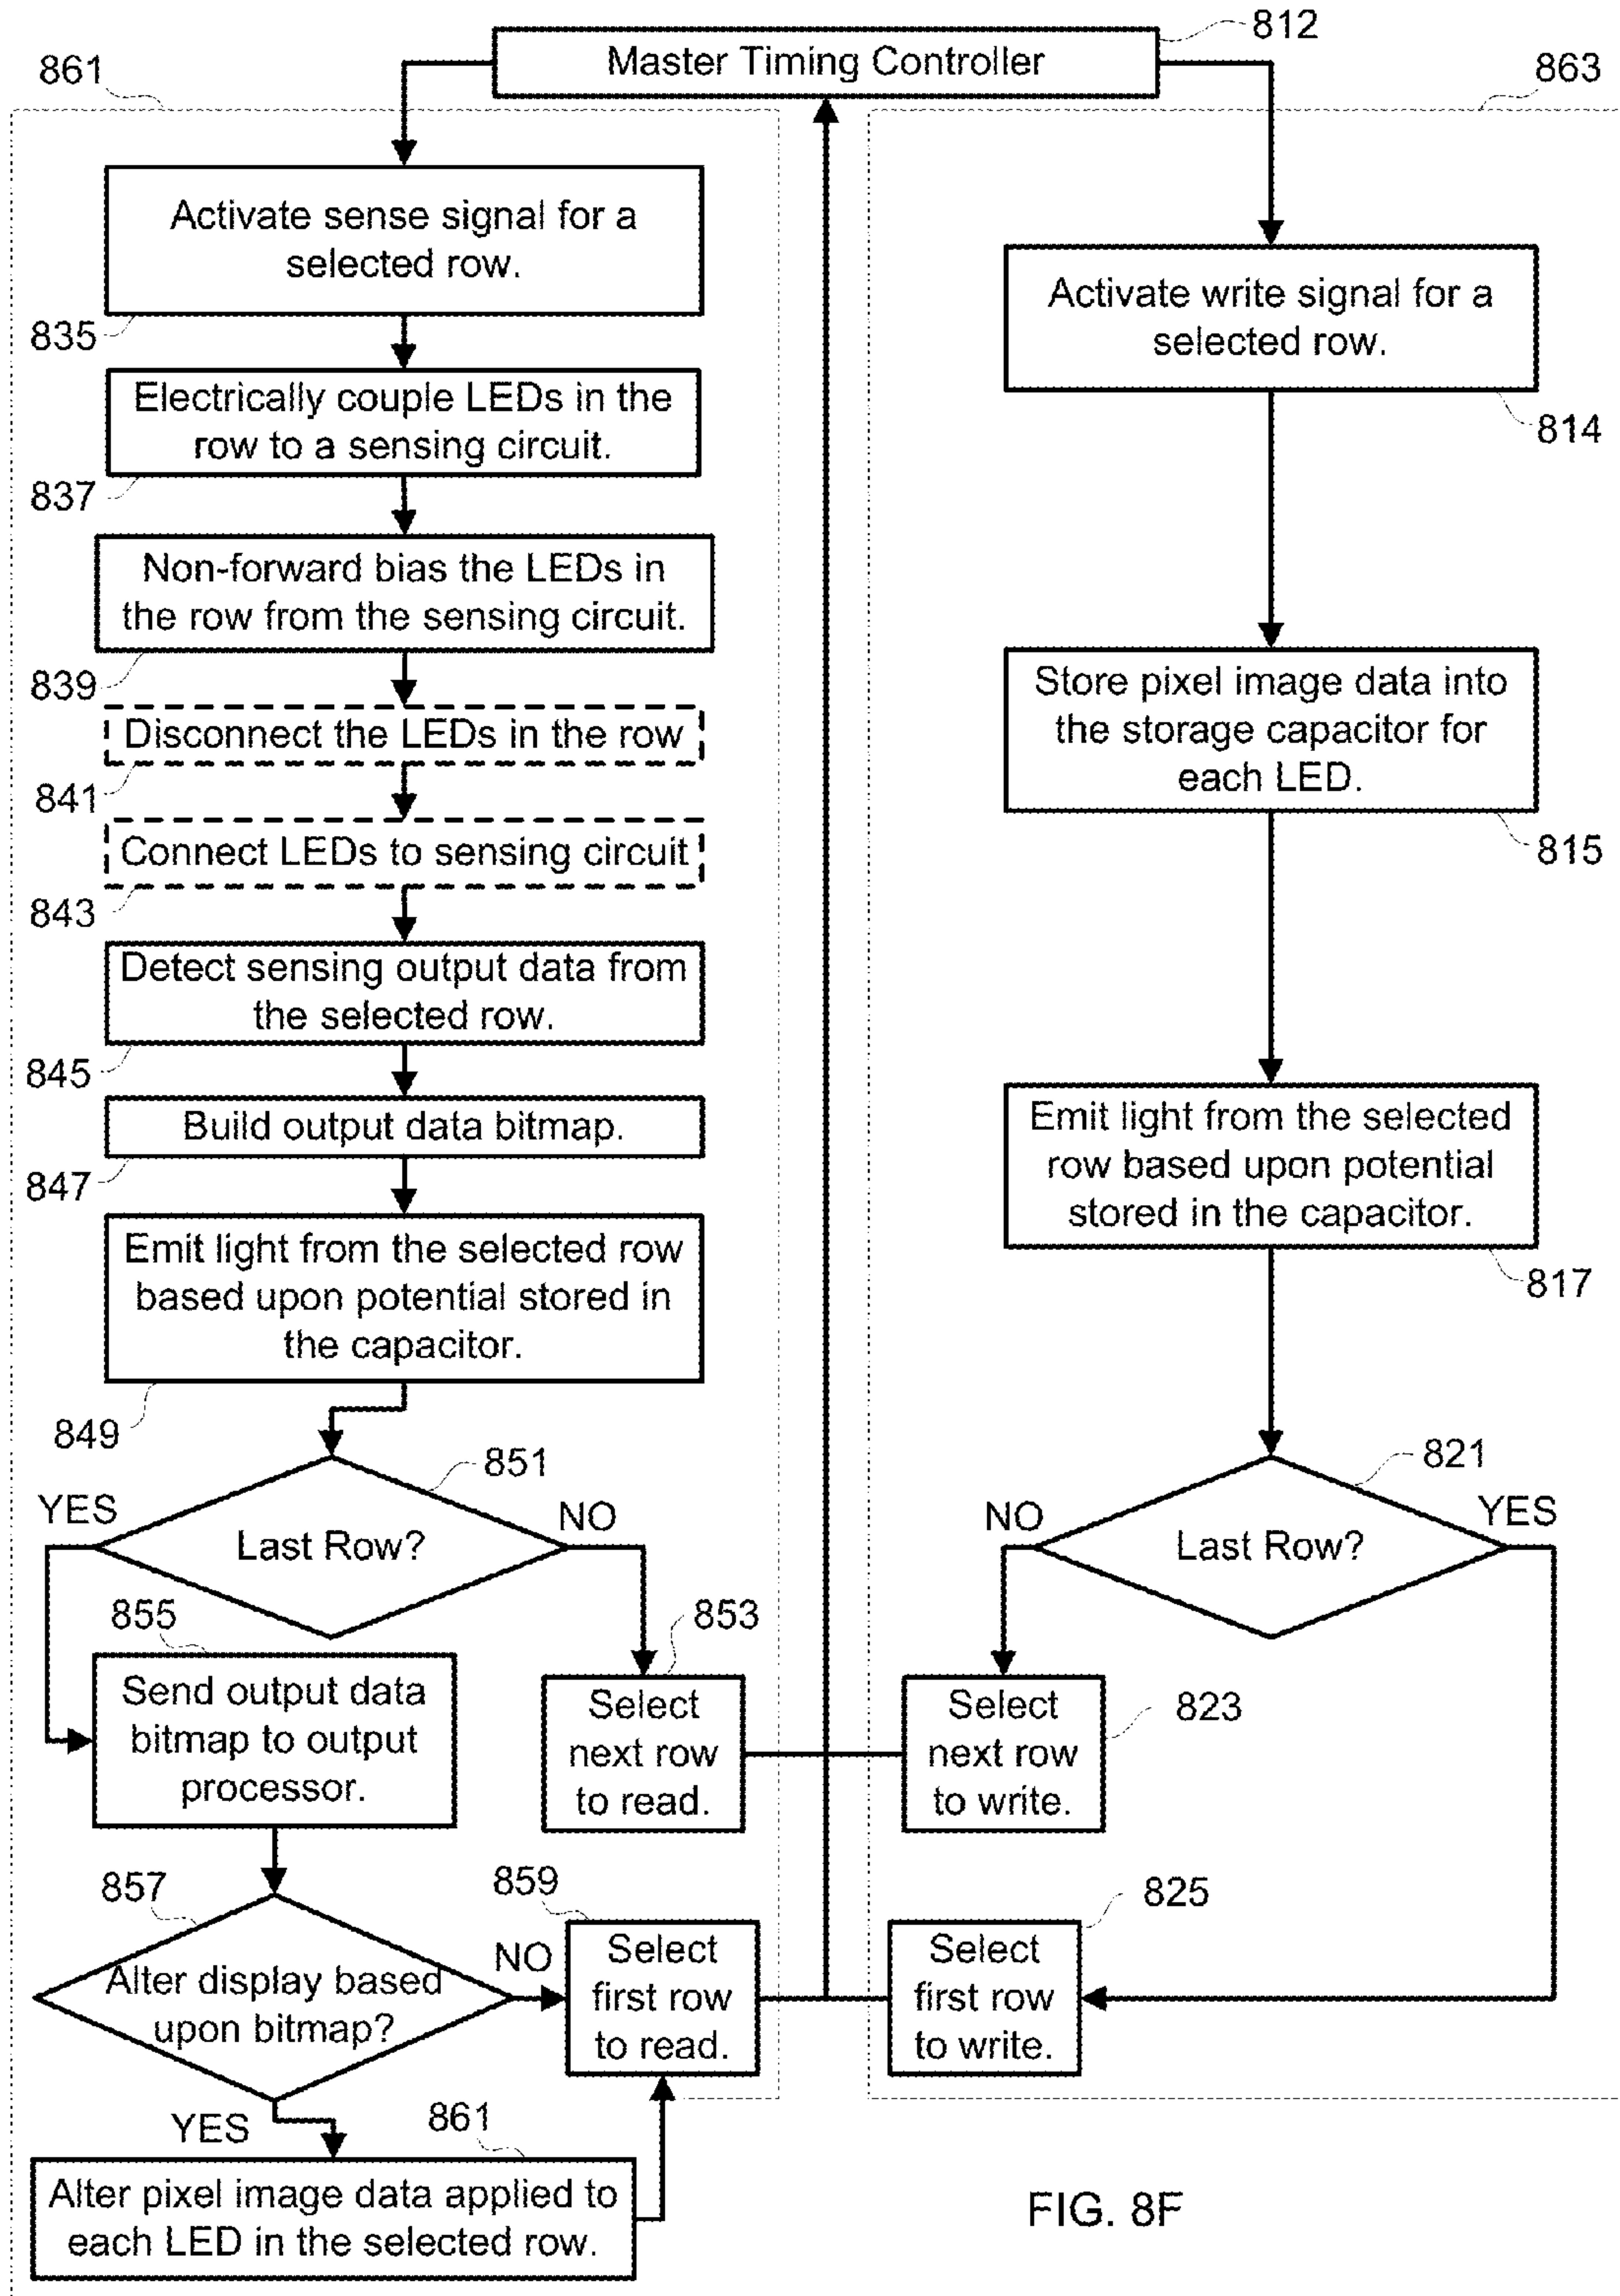 812
Master Timing Controller
861
863
Activate sense signal for a
selected row.
835
Electrically couple LEDs in the
row to a sensing circuit.
837
Non-forward bias the LEDs in
the row from the sensing circuit.
839
Disconnect the LEDs in the row
841
Connect LEDs to sensing circuit
843
Detect sensing output data from
the selected row.
845
Build output data bitmap.
847
Emit light from the selected row
based upon potential stored in
the capacitor.
849
851
YES
NO
Last Row?
855
853
Send output data
bitmap to output
processor.
Select
next row
to read.
857
859
NO
Alter display based
upon bitmap?
Select
first row
to read.
YES
861
Alter pixel image data applied to
each LED in the selected row.
Activate write signal for a
selected row.
814
Store pixel image data into
the storage capacitor for
each LED.
815
Emit light from the selected
row based upon potential
stored in the capacitor.
817
821
NO
YES
Last Row?
Select
next row
to write.
823
825
Select
first row
to write.
FIG. 8F